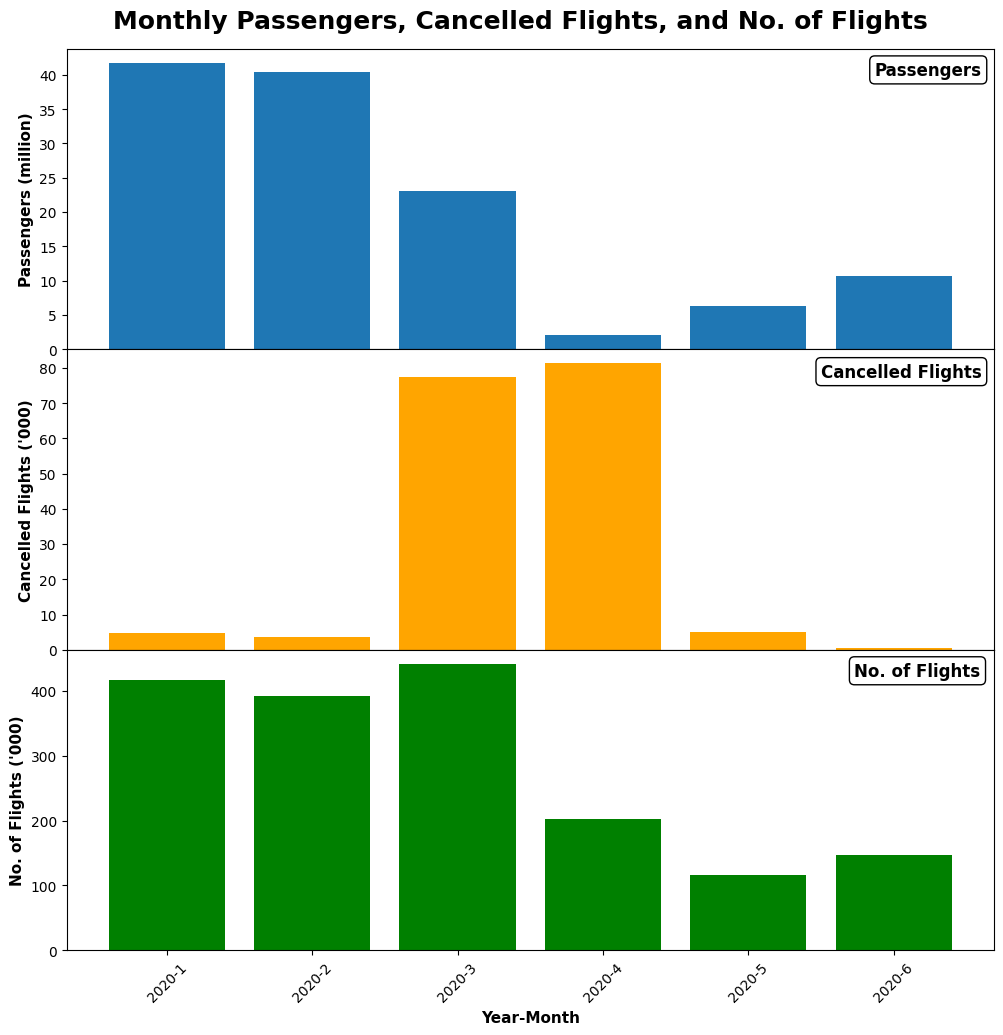 Monthly Passengers, Cancelled Flights, and No. of Flights
Passengers
Passengers (million)
40
35
30
25
20
15
10
5
0
Cancelled Flights
Cancelled Flights ('000)
80
70
60
50
40
30
20
10
0
No. of Flights
No. of Flights ('000)
400
300
200
100
0
2020-1 2020-2 2020-3 2020-4 2020-5 2020-6
Year-Month